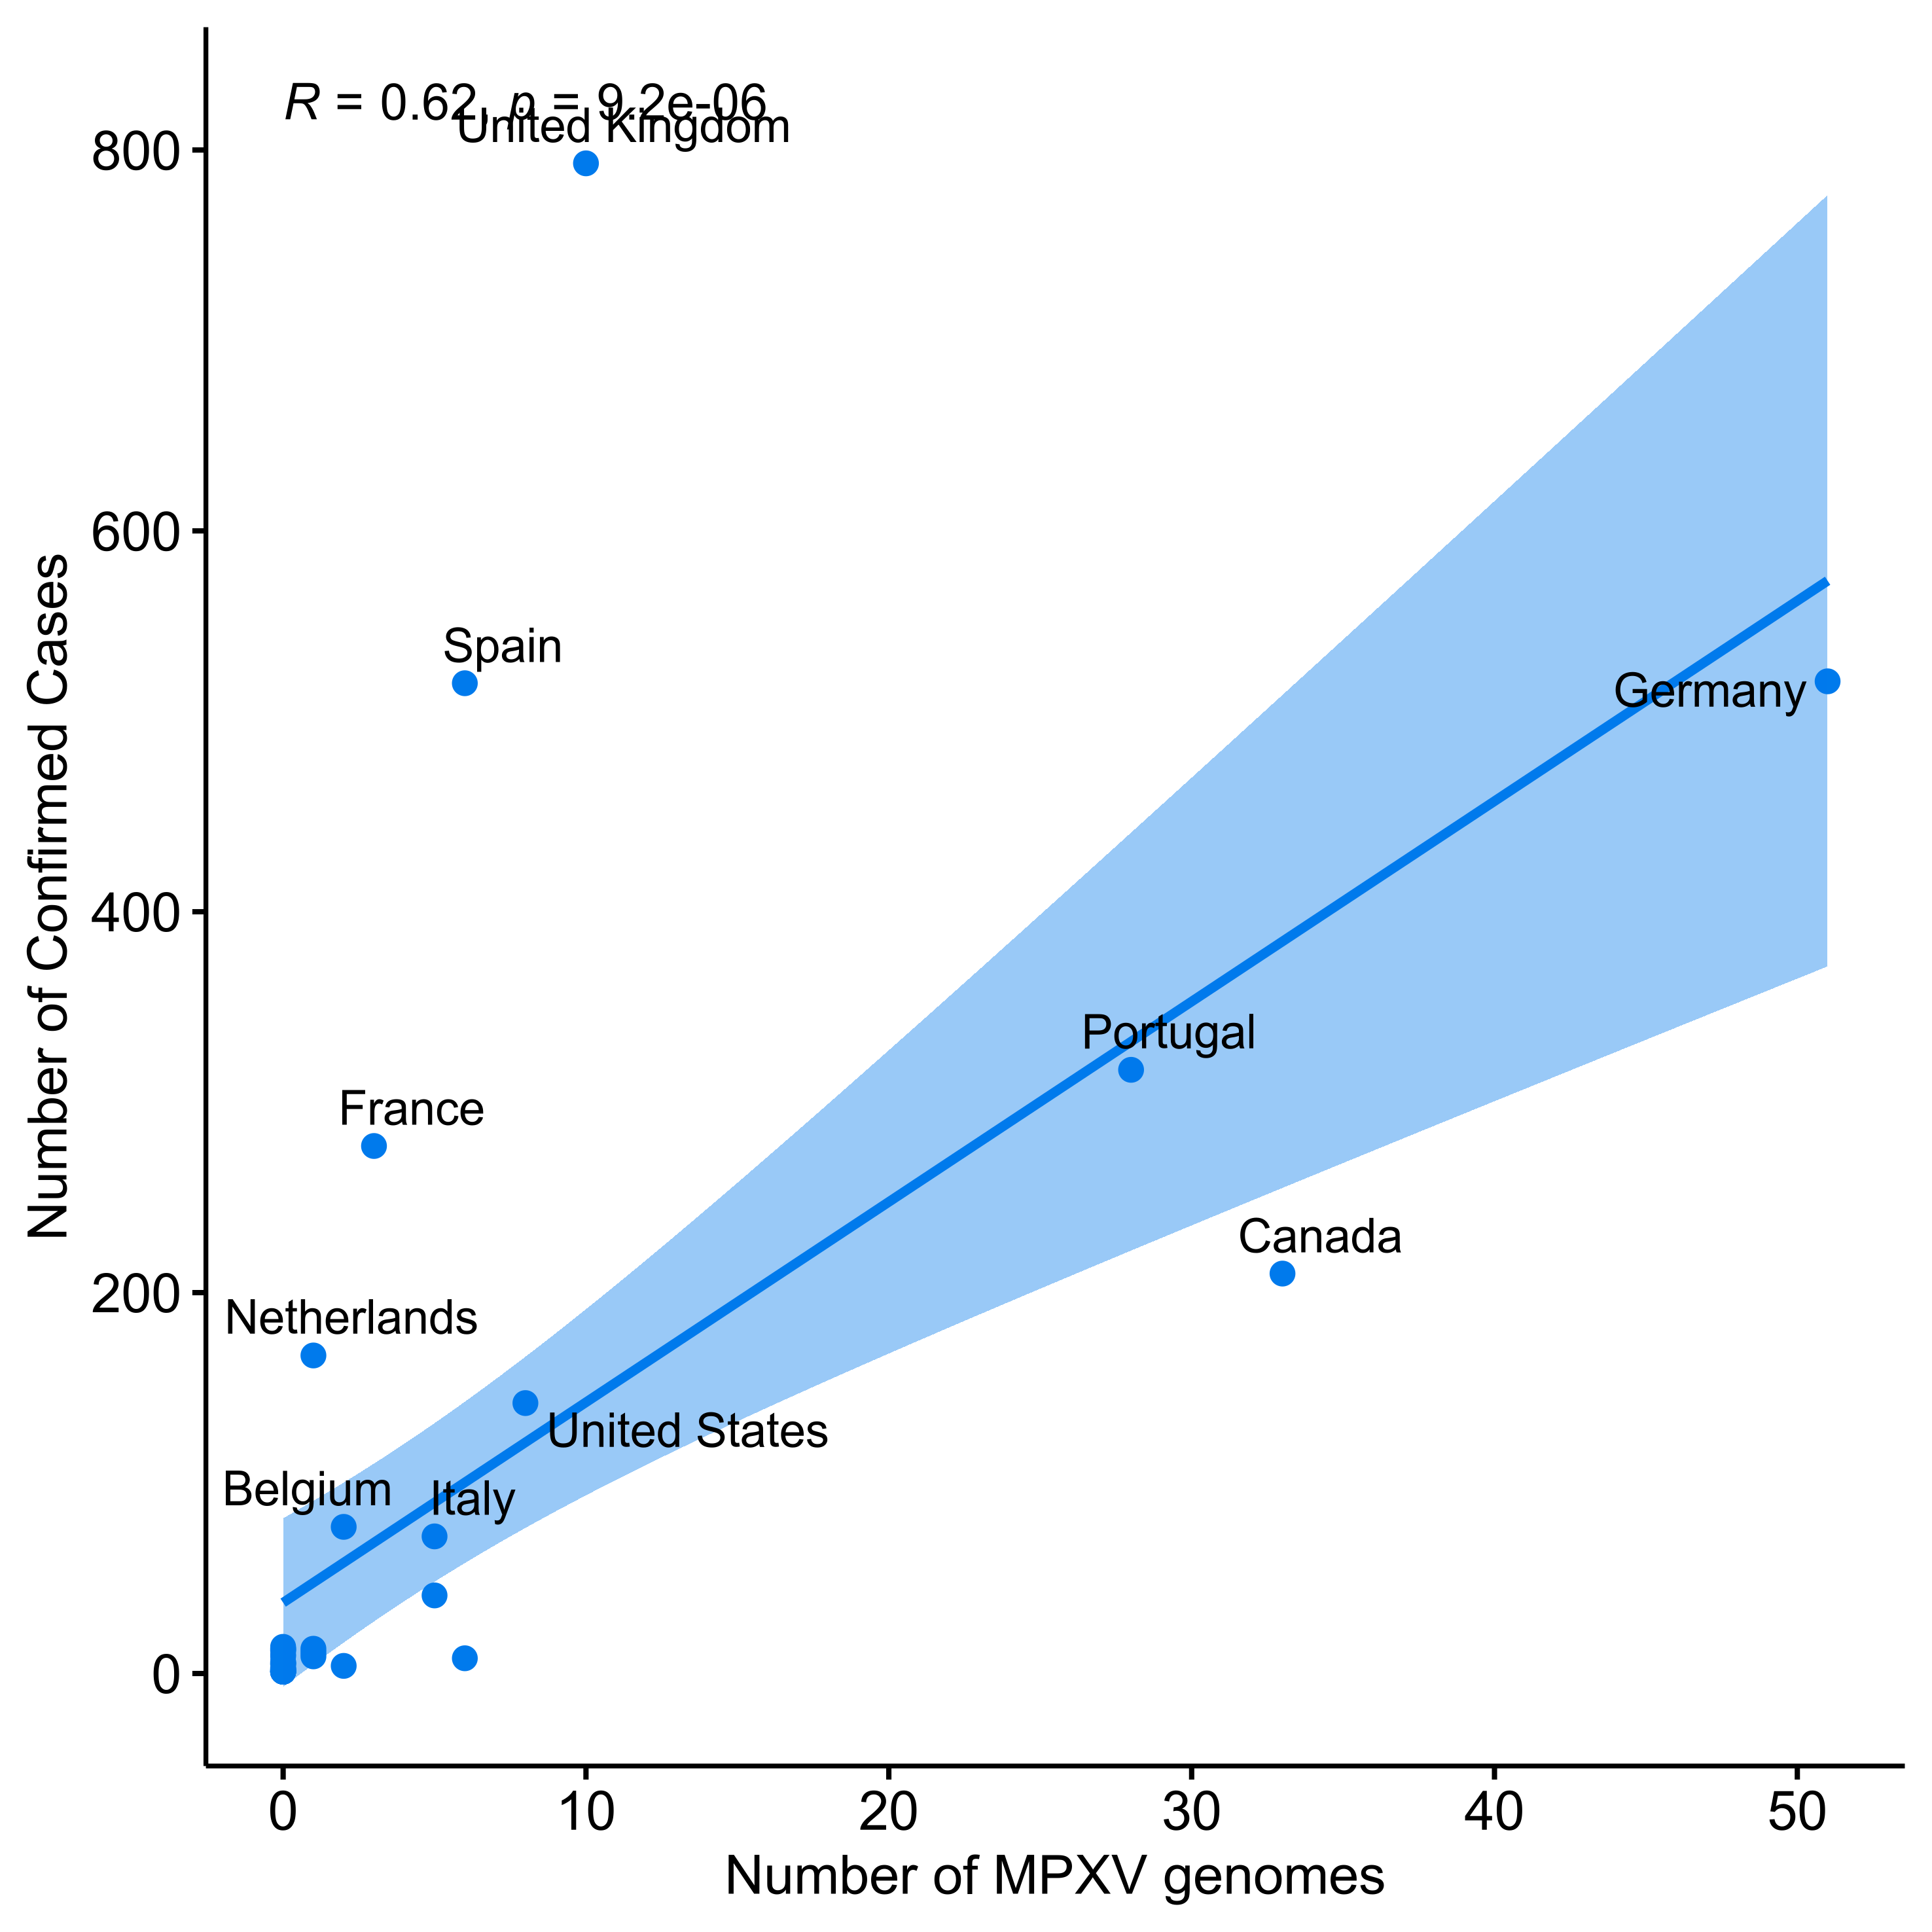 R = 0.62, p = 9.2e-06
United Kingdom
800
600
Spain
Germany
400
Portugal
France
Canada
200
Netherlands
United States
Belgium
Italy
0
0 10 20 30 40 50
Number of MPXV genomes
Number of Confirmed Cases